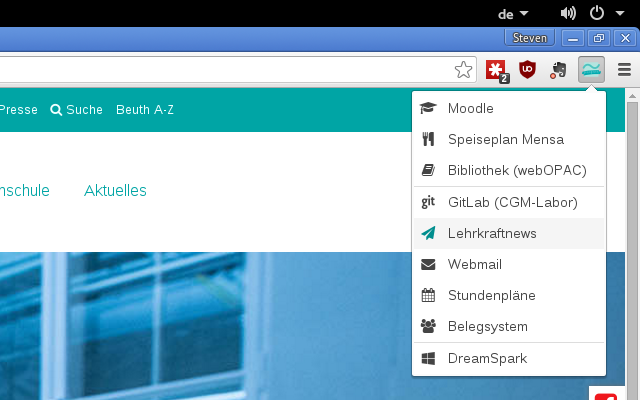 de
Steven
2
Presse Suche Beuth A-Z
Moodle
Speiseplan Mensa
Bibliothek (webOPAC)
nschule Aktuelles
git GitLab (CGM-Labor)
Lehrkraftnews
Webmail
Stundenpläne
Belegsystem
DreamSpark